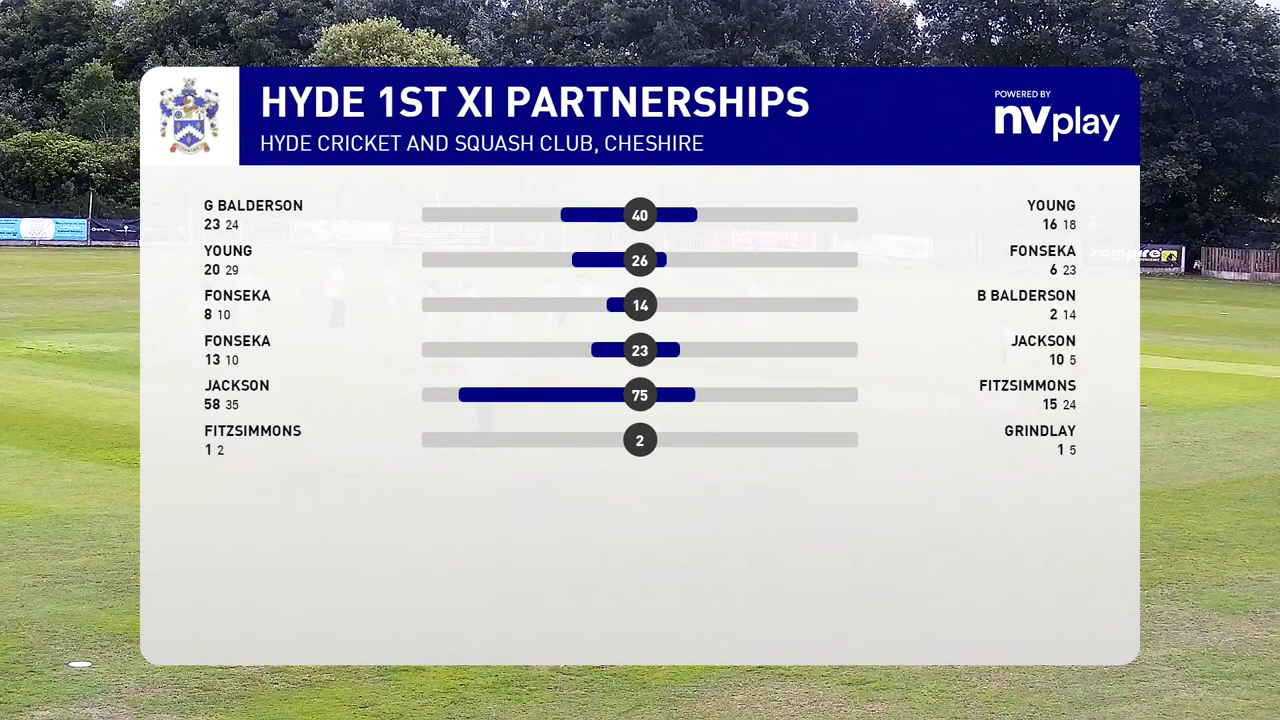 HYDE 1ST XI PARTNERSHIPS
HYDE CRICKET AND SQUASH CLUB, CHESHIRE
POWERED BY
nvplay
G BALDERSON
23 24
40
YOUNG
16 18
YOUNG
20 29
26
FONSEKA
6 23
FONSEKA
8 10
14
B BALDERSON
2 14
FONSEKA
13 10
23
JACKSON
10 5
JACKSON
58 35
75
FITZSIMMONS
15 24
FITZSIMMONS
1 2
2
GRINDLAY
1 5